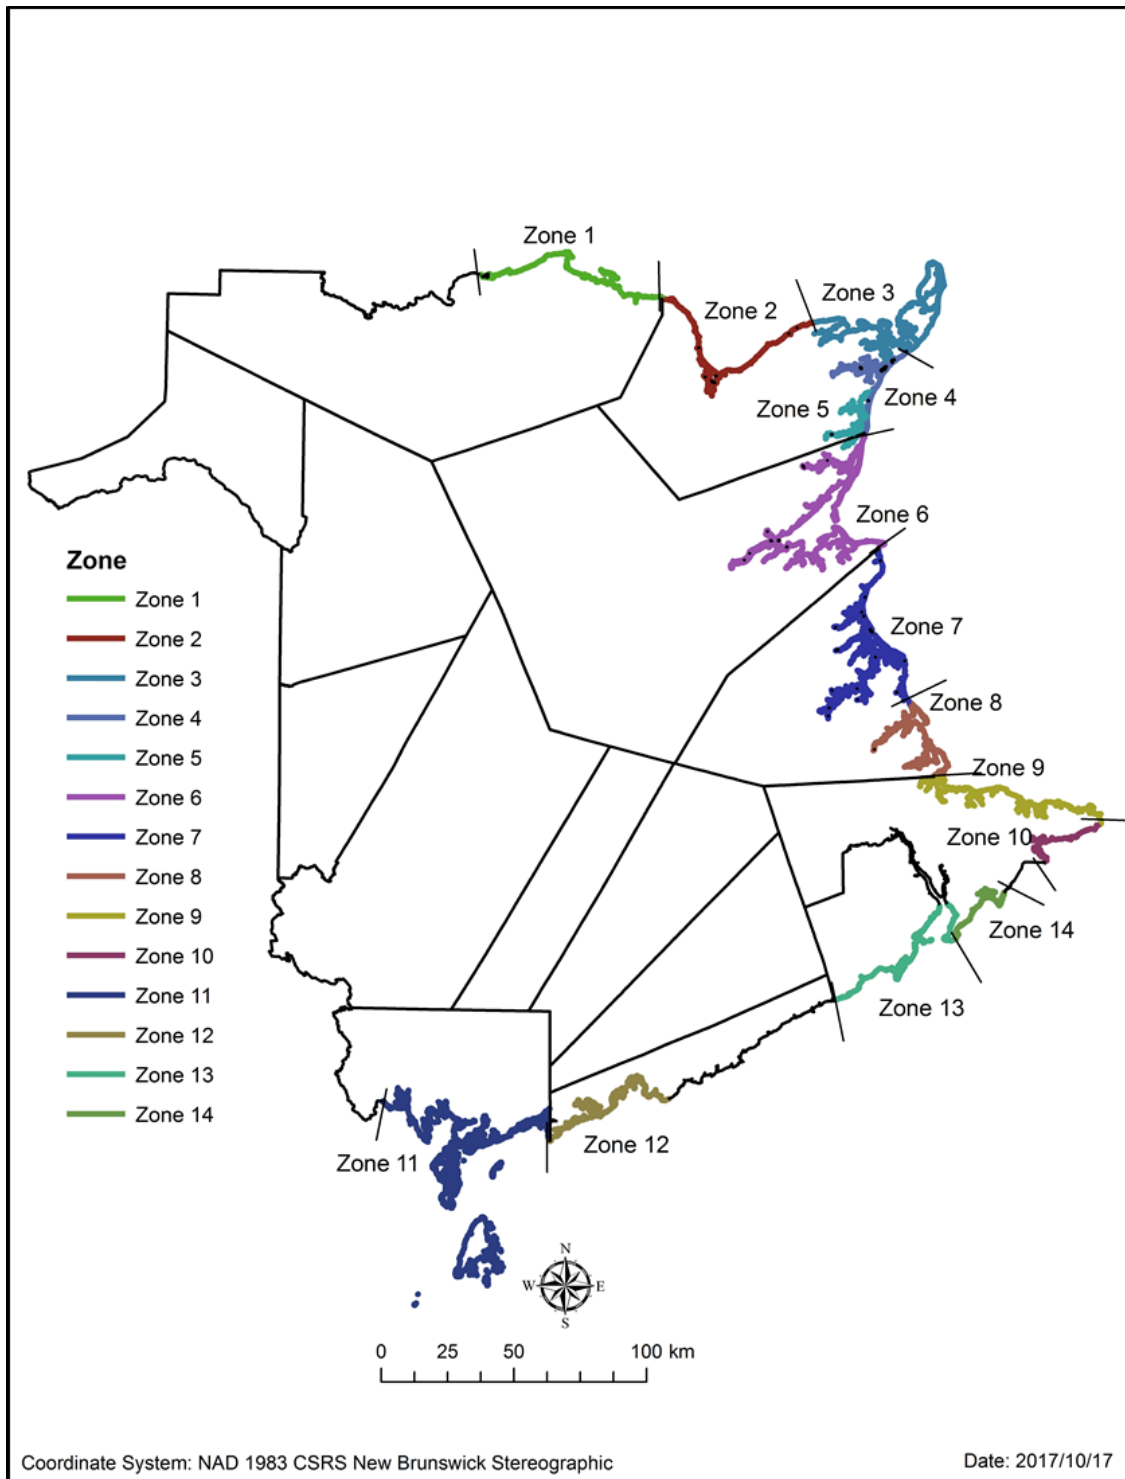 Zone 1
Zone 2
Zone 3
Zone 4
Zone 5
Zone 6
Zone 7
Zone 8
Zone 9
Zone 10
Zone 14
Zone 13
Zone 12
Zone 11
Zone
Zone 1
Zone 2
Zone 3
Zone 4
Zone 5
Zone 6
Zone 7
Zone 8
Zone 9
Zone 10
Zone 11
Zone 12
Zone 13
Zone 14
N
W E
S
0 25 50 100 km
Coordinate System: NAD 1983 CSRS New Brunswick Stereographic
Date: 2017/10/17